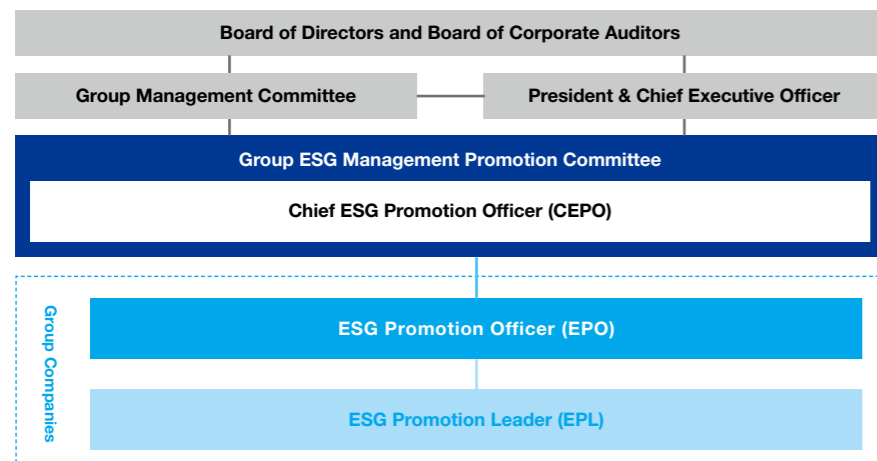 Board of Directors and Board of Corporate Auditors
Group Management Committee
President & Chief Executive Officer
Group ESG Management Promotion Committee
Chief ESG Promotion Officer (CEPO)
Group Companies
ESG Promotion Officer (EPO)
ESG Promotion Leader (EPL)